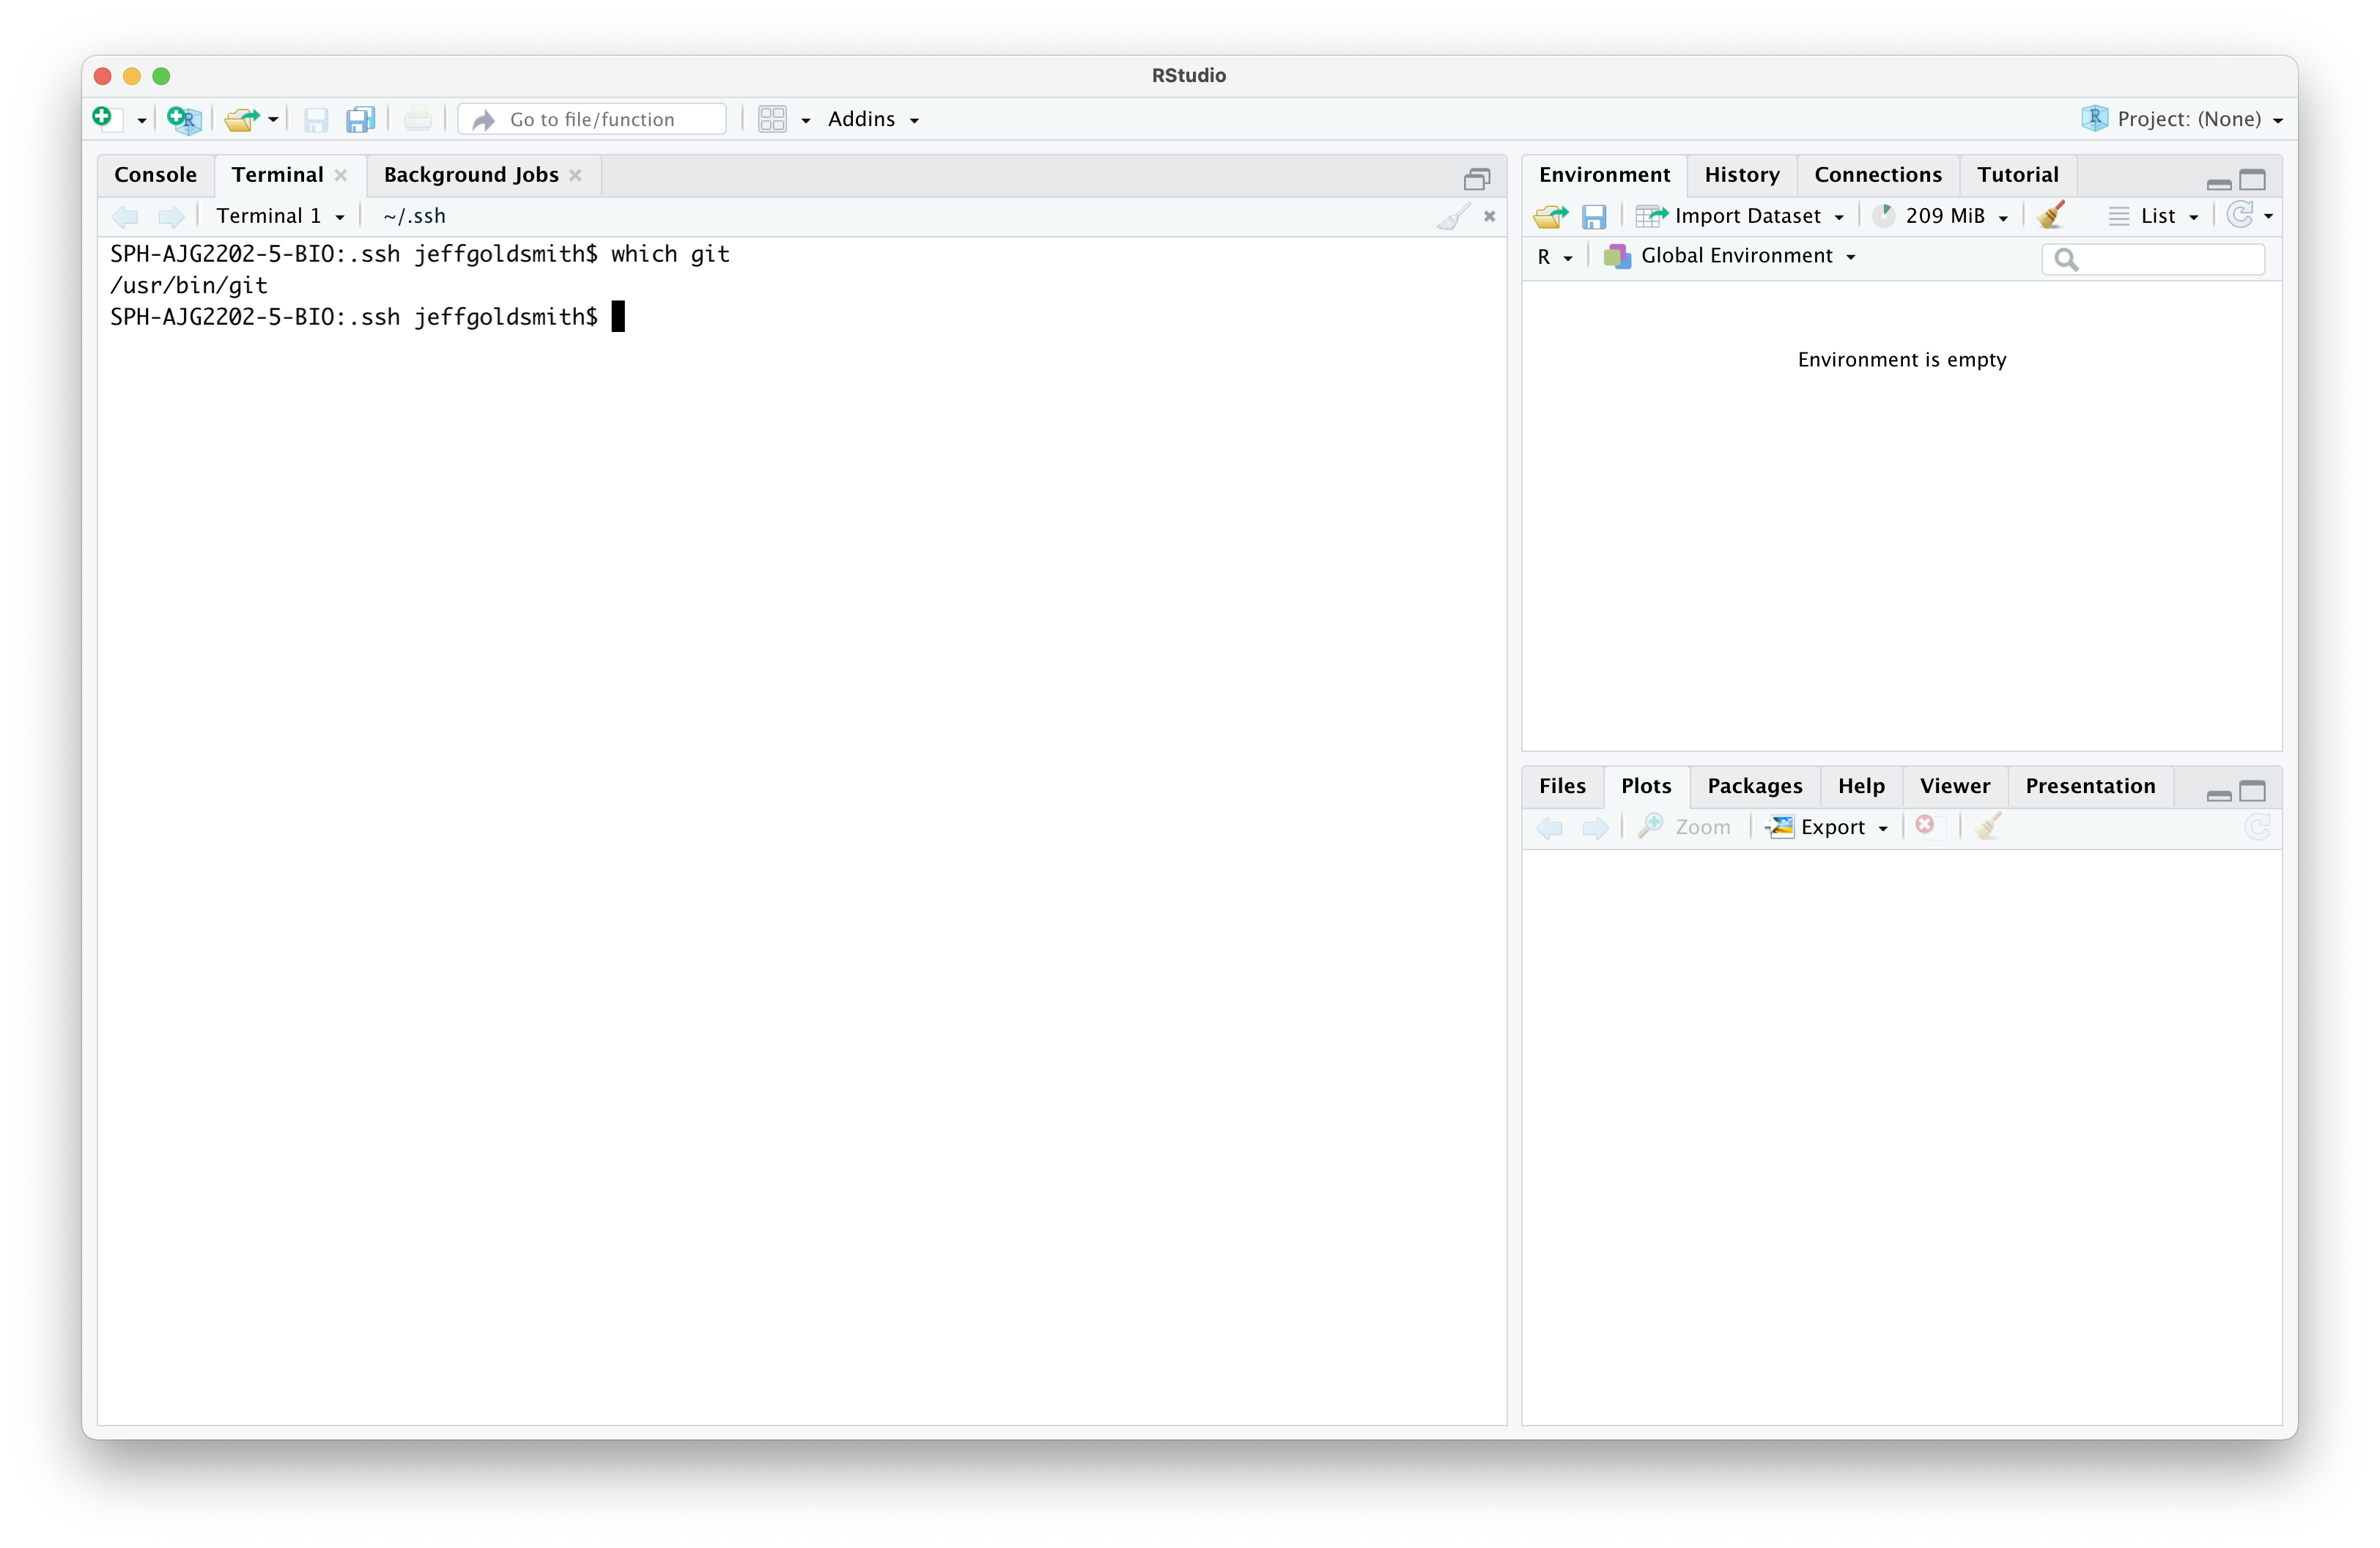 RStudio
Go to file/function
Addins
R Project: (None)
Console Terminal Background Jobs
Terminal 1 ~/.ssh
SPH-AJG2202-5-BIO:.ssh jeffgoldsmith$ which git
/usr/bin/git
SPH-AJG2202-5-BIO:.ssh jeffgoldsmith$
Environment History Connections Tutorial
Import Dataset 209 MiB List
R Global Environment
Environment is empty
Files Plots Packages Help Viewer Presentation
Zoom Export